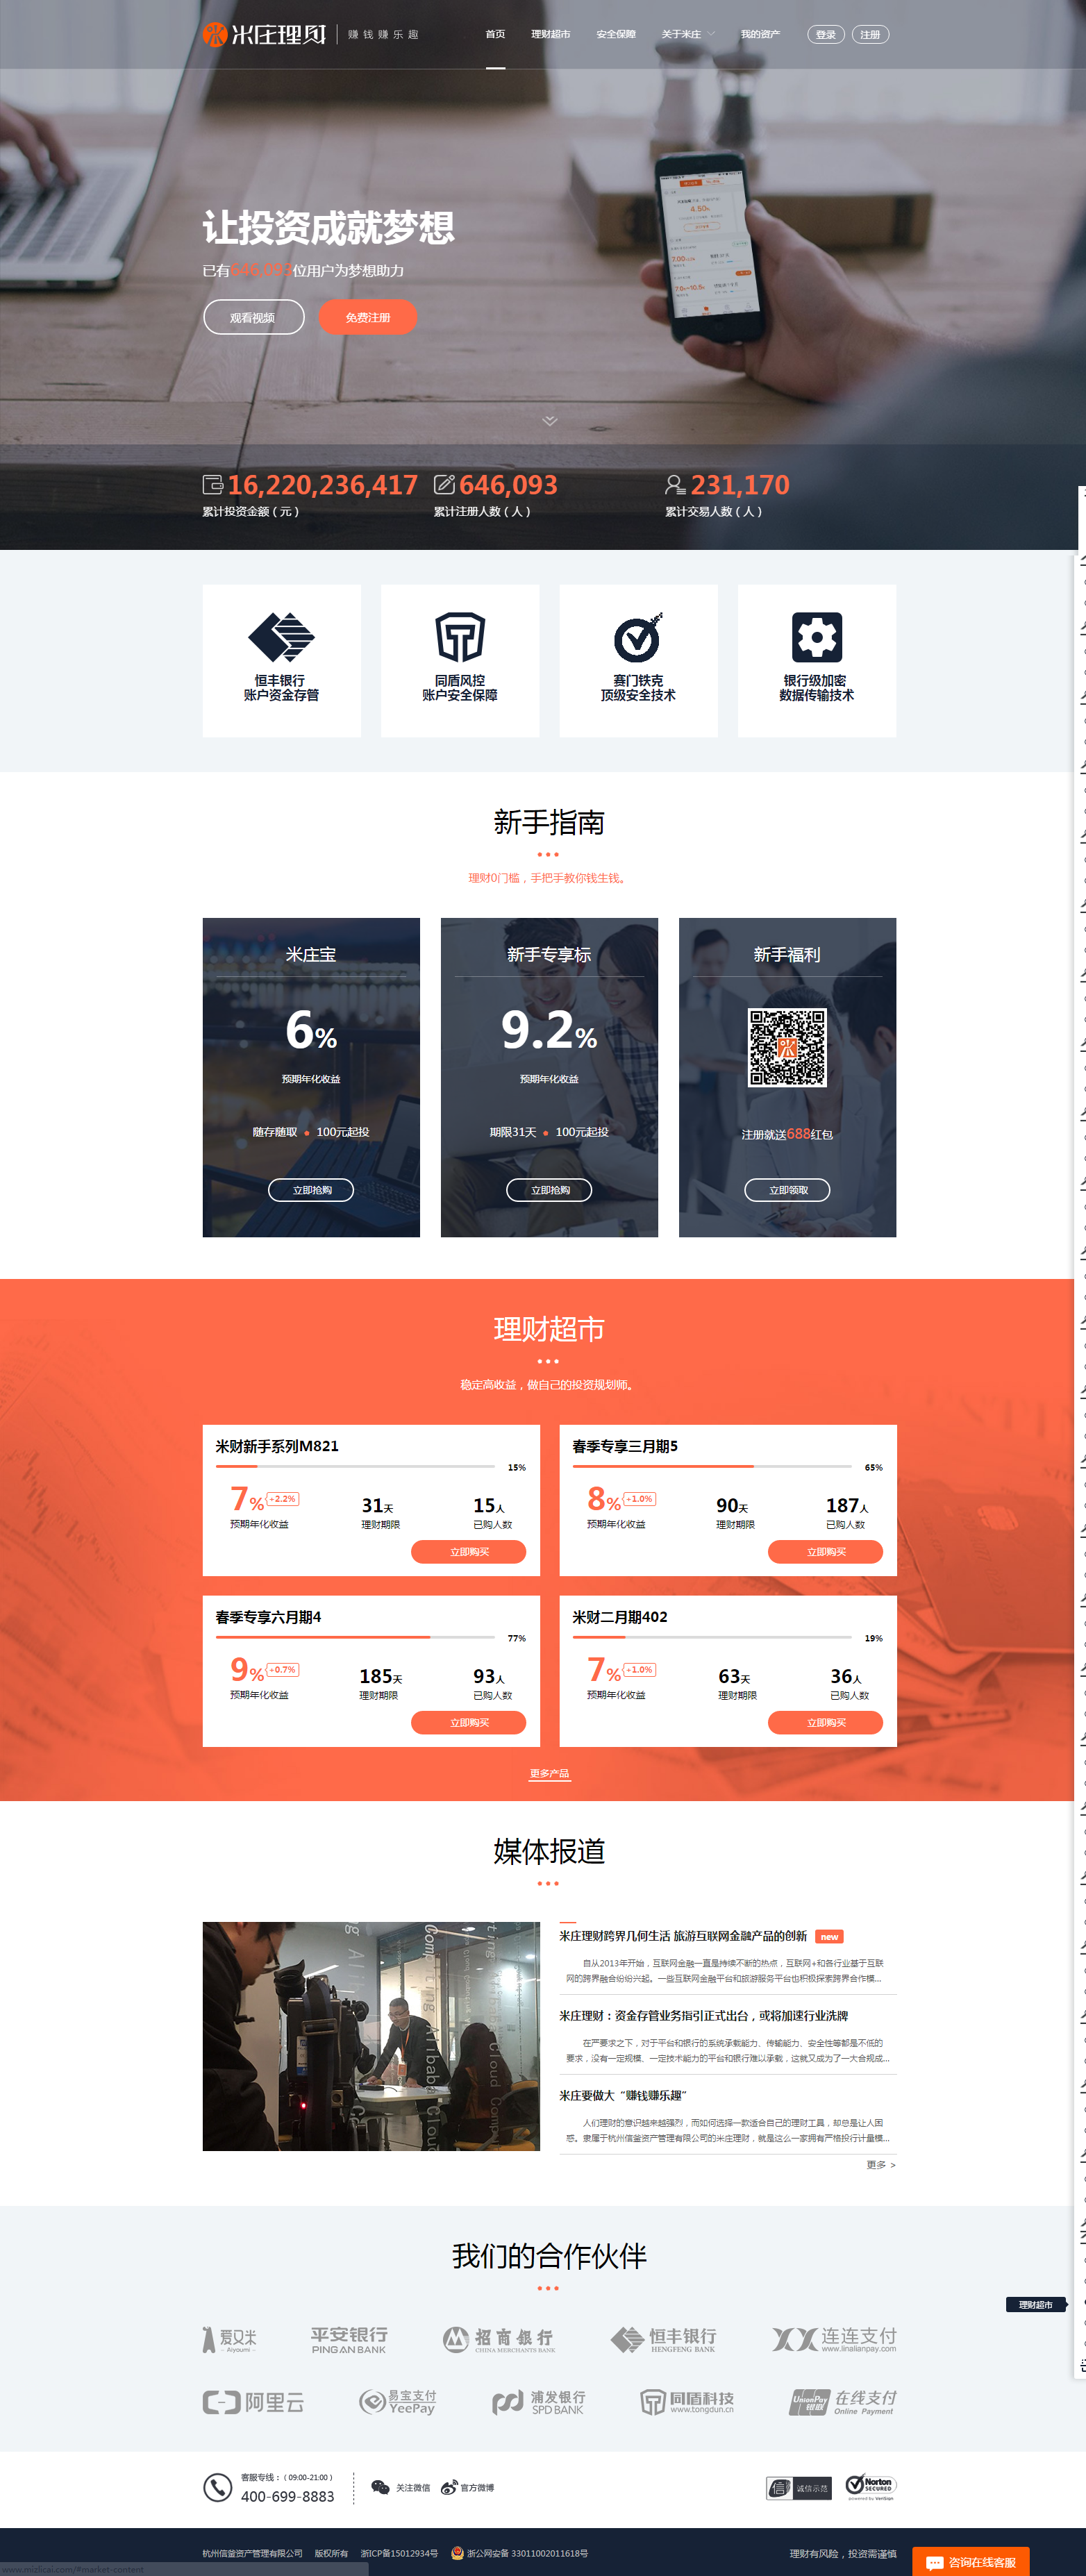 米庄理财 赚钱赚乐趣 首页 理财超市 安全保障 关于米庄 我的资产 登录 注册
让投资成就梦想
已有646,093位用户为梦想助力
观看视频 免费注册
16,220,236,417 646,093 231,170
累计投资金额（元） 累计注册人数（人） 累计交易人数（人）
恒丰银行 同盾风控 赛门铁克 银行级加密
账户资金存管 账户安全保障 顶级安全技术 数据传输技术
新手指南
理财0门槛，手把手教你钱生钱。
米庄宝 新手专享标 新手福利
6% 9.2%
预期年化收益 预期年化收益
随存随取 100元起投 期限31天 100元起投 注册就送688红包
立即抢购 立即抢购 立即领取
理财超市
稳定高收益，做自己的投资规划师。
米财新手系列M821
15%
7% +2.2% 31天 15人
预期年化收益 理财期限 已购人数
立即购买
春季专享三月期5
65%
8% +1.0% 90天 187人
预期年化收益 理财期限 已购人数
立即购买
春季专享六月期4
77%
9% +0.7% 185天 93人
预期年化收益 理财期限 已购人数
立即购买
米财二月期402
19%
7% +1.0% 63天 36人
预期年化收益 理财期限 已购人数
立即购买
更多产品
媒体报道
米庄理财跨界几何生活 旅游互联网金融产品的创新 new
自从2013年开始，互联网金融一直是持续不断的热点，互联网+和各行业基于互联
网的跨界融合纷纷兴起。一些互联网金融平台和旅游服务平台也积极探索跨界合作模...
米庄理财：资金存管业务指引正式出台，或将加速行业洗牌
在严要求之下，对于平台和银行的系统承载能力、传输能力、安全性等都是不低的
要求，没有一定规模、一定技术能力的平台和银行难以承载，这就又成为了一大合规成...
米庄要做大“赚钱赚乐趣”
人们理财的意识越来越强烈，而如何选择一款适合自己的理财工具，却总是让人困
惑。隶属于杭州信釜资产管理有限公司的米庄理财，就是这么一家拥有严格投行计量模...
更多 >
我们的合作伙伴
理财超市
爱又米 Aiyoumi 平安银行 PING AN BANK 招商银行 CHINA MERCHANTS BANK 恒丰银行 HENGFENG BANK 连连支付 www.linalianpay.com
阿里云 易宝支付 YeePay 浦发银行 SPD BANK 同盾科技 www.tongdun.cn UnionPay 银联 在线支付 Online Payment
客服专线：（09:00-21:00）
400-699-8883
关注微信 官方微博
信 诚信示范 Norton SECURED powered by VeriSign
杭州信釜资产管理有限公司 版权所有 浙ICP备15012934号 浙公网安备 33011002011618号 理财有风险，投资需谨慎
咨询在线客服
www.mizlicai.com/#market-content